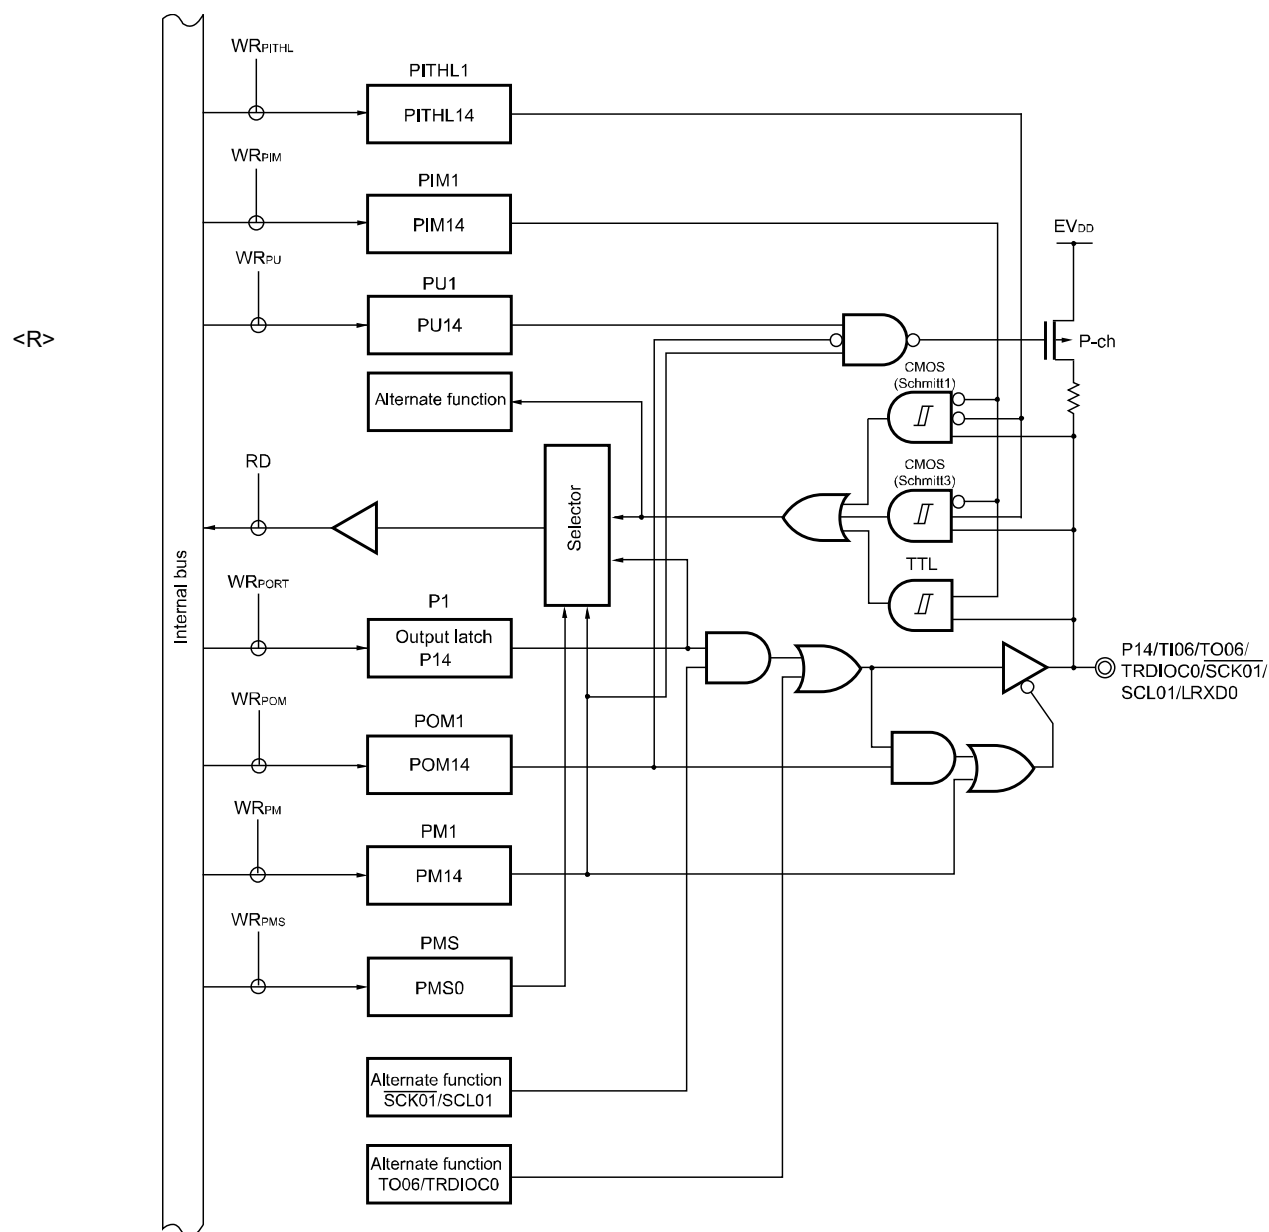 WRPITHL
PITHL1
PITHL14
WRPIM
PIM1
PIM14
EVDD
WRPU
PU1
PU14
<R>
P-ch
CMOS
(Schmitt1)
Alternate function
RD
CMOS
(Schmitt3)
Selector
Internal bus
TTL
WRPORT
P1
Output latch
P14
P14/TI06/TO06/
TRDIOC0/SCK01/
SCL01/LRXD0
WRPOM
POM1
POM14
WRPM
PM1
PM14
WRPMS
PMS
PMS0
Alternate function
SCK01/SCL01
Alternate function
TO06/TRDIOC0